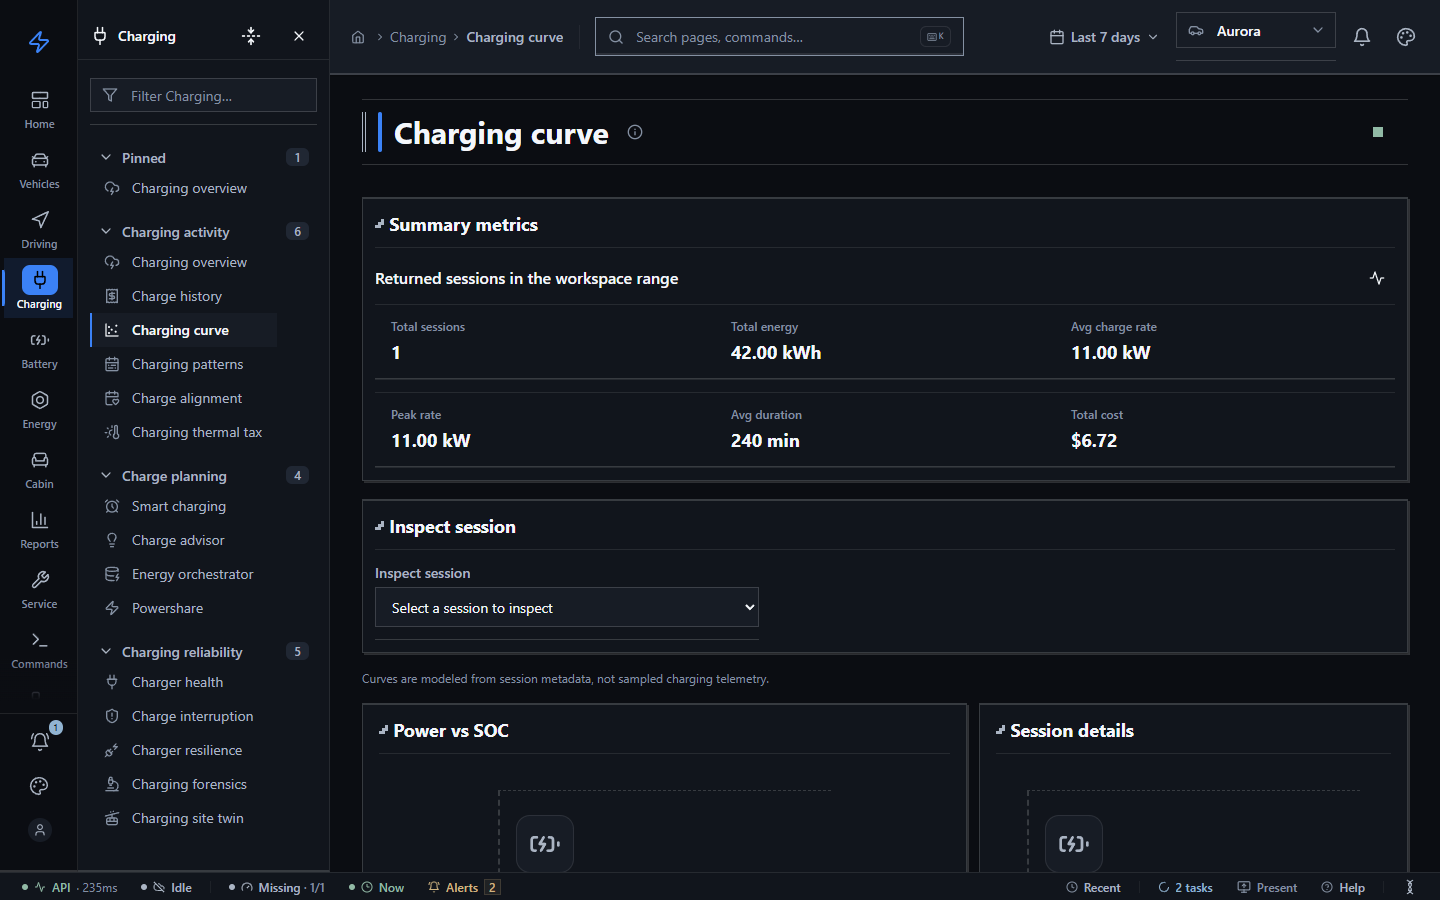 Charging
Charging
Charging curve
Search pages, commands...
K
Last 7 days
Aurora
Home
Vehicles
Driving
Charging
Battery
Energy
Cabin
Reports
Service
Commands
1
Filter Charging...
Pinned
1
Charging overview
Charging activity
6
Charging overview
Charge history
Charging curve
Charging patterns
Charge alignment
Charging thermal tax
Charge planning
4
Smart charging
Charge advisor
Energy orchestrator
Powershare
Charging reliability
5
Charger health
Charge interruption
Charger resilience
Charging forensics
Charging site twin
Charging curve
Summary metrics
Returned sessions in the workspace range
Total sessions
1
Total energy
42.00 kWh
Avg charge rate
11.00 kW
Peak rate
11.00 kW
Avg duration
240 min
Total cost
$6.72
Inspect session
Inspect session
Select a session to inspect
Curves are modeled from session metadata, not sampled charging telemetry.
Power vs SOC
Session details
API · 235ms
Idle
Missing · 1/1
Now
Alerts 2
Recent
2 tasks
Present
Help